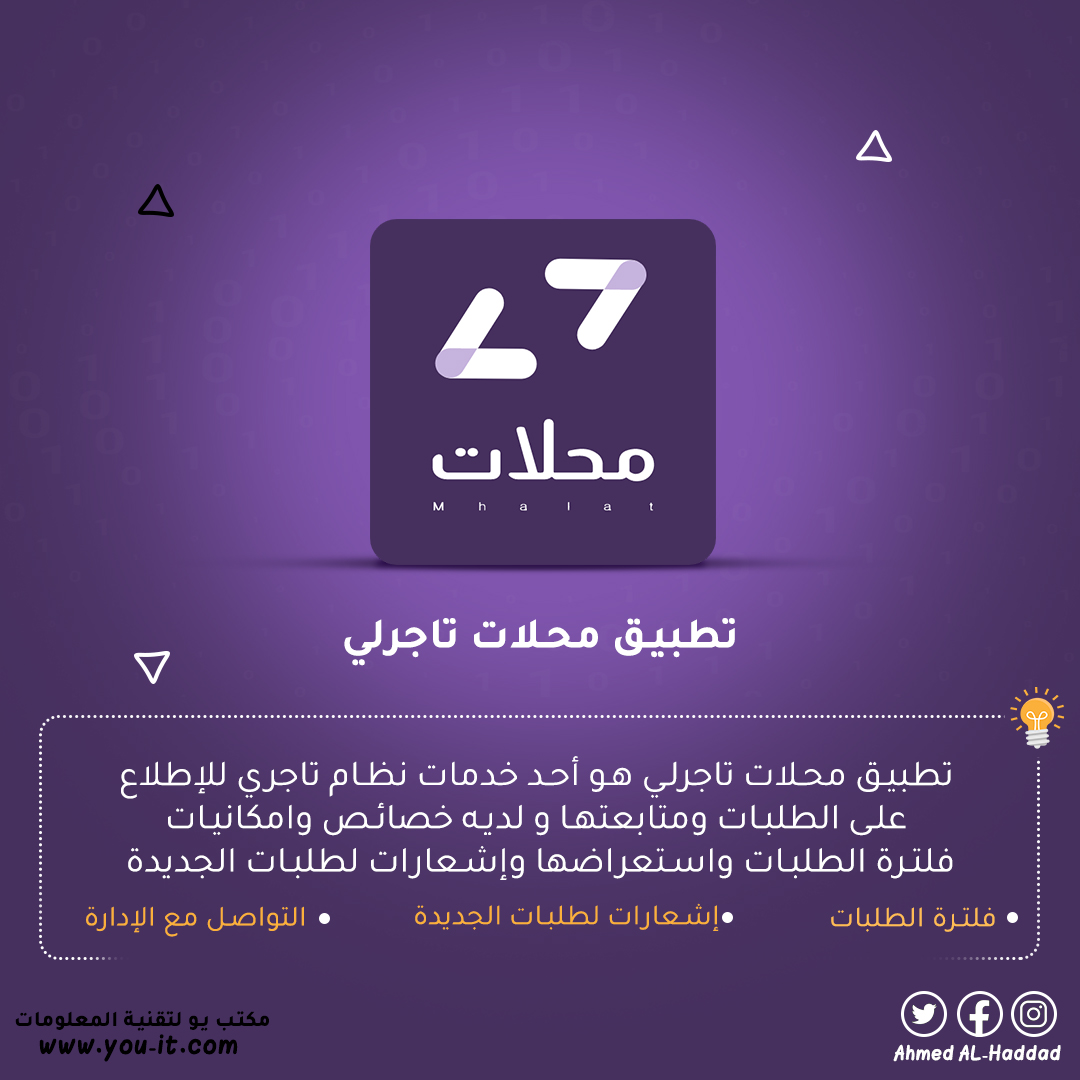 محلات
Mhalat
تطبيق محلات تاجرلي
تطبيق محلات تاجرلي هو أحد خدمات نظام تاجري للإطلاع
على الطلبات ومتابعتها و لديه خصائص وامكانيات
فلترة الطلبات واستعراضها وإشعارات لطلبات الجديدة
• فلترة الطلبات •إشعارات لطلبات الجديدة • التواصل مع الإدارة
مكتب يو لتقنية المعلومات
www.you-it.com
Ahmed AL-Haddad